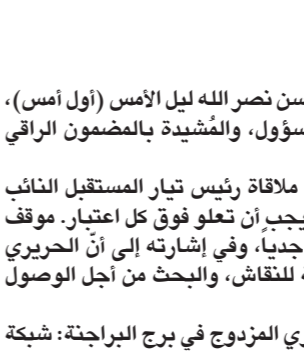 سن نصر الله ليل الأمس (أول أمس)،
سؤول، والمُشيدة بالمضمون الراقي
ملاقاة رئيس تيار المستقبل النائب
يجب أن تعلو فوق كل اعتبار. موقف
جدياً، وفي إشارته إلى أنّ الحريري
ة للنقاش، والبحث من أجل الوصول
ري المزدوج في برج البراجنة: شبكة